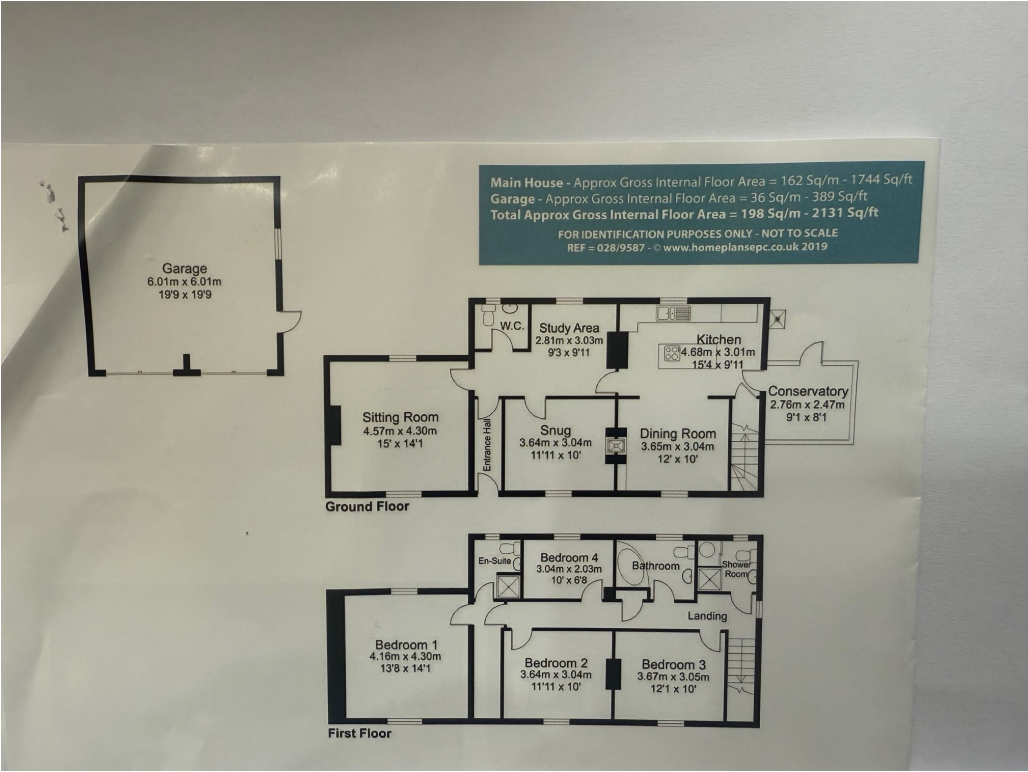 Main House - Approx Gross Internal Floor Area = 162 Sq/m - 1744 Sq/ft
Garage - Approx Gross Internal Floor Area = 36 Sq/m - 389 Sq/ft
Total Approx Gross Internal Floor Area = 198 Sq/m - 2131 Sq/ft
FOR IDENTIFICATION PURPOSES ONLY - NOT TO SCALE
REF = 028/9587 - © www.homeplansepc.co.uk 2019
Garage
6.01m x 6.01m
19'9 x 19'9
W.C.
Study Area
2.81m x 3.03m
9'3 x 9'11
Kitchen
4.68m x 3.01m
15'4 x 9'11
Conservatory
2.76m x 2.47m
9'1 x 8'1
Sitting Room
4.57m x 4.30m
15' x 14'1
Entrance Hall
Snug
3.64m x 3.04m
11'11 x 10'
Dining Room
3.65m x 3.04m
12' x 10'
Ground Floor
En-Suite
Bedroom 4
3.04m x 2.03m
10' x 6'8
Bathroom
Shower
Room
Landing
Bedroom 1
4.16m x 4.30m
13'8 x 14'1
Bedroom 2
3.64m x 3.04m
11'11 x 10'
Bedroom 3
3.67m x 3.05m
12'1 x 10'
First Floor